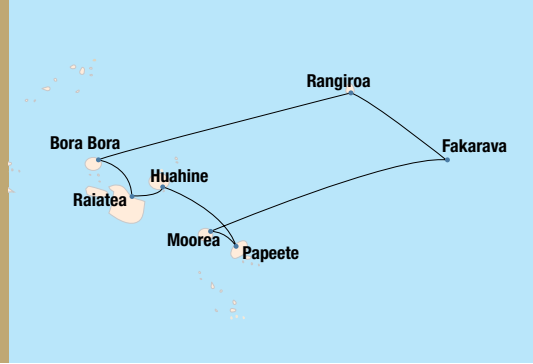 Rangiroa
Bora Bora
Fakarava
Huahine
Raiatea
Moorea
Papeete